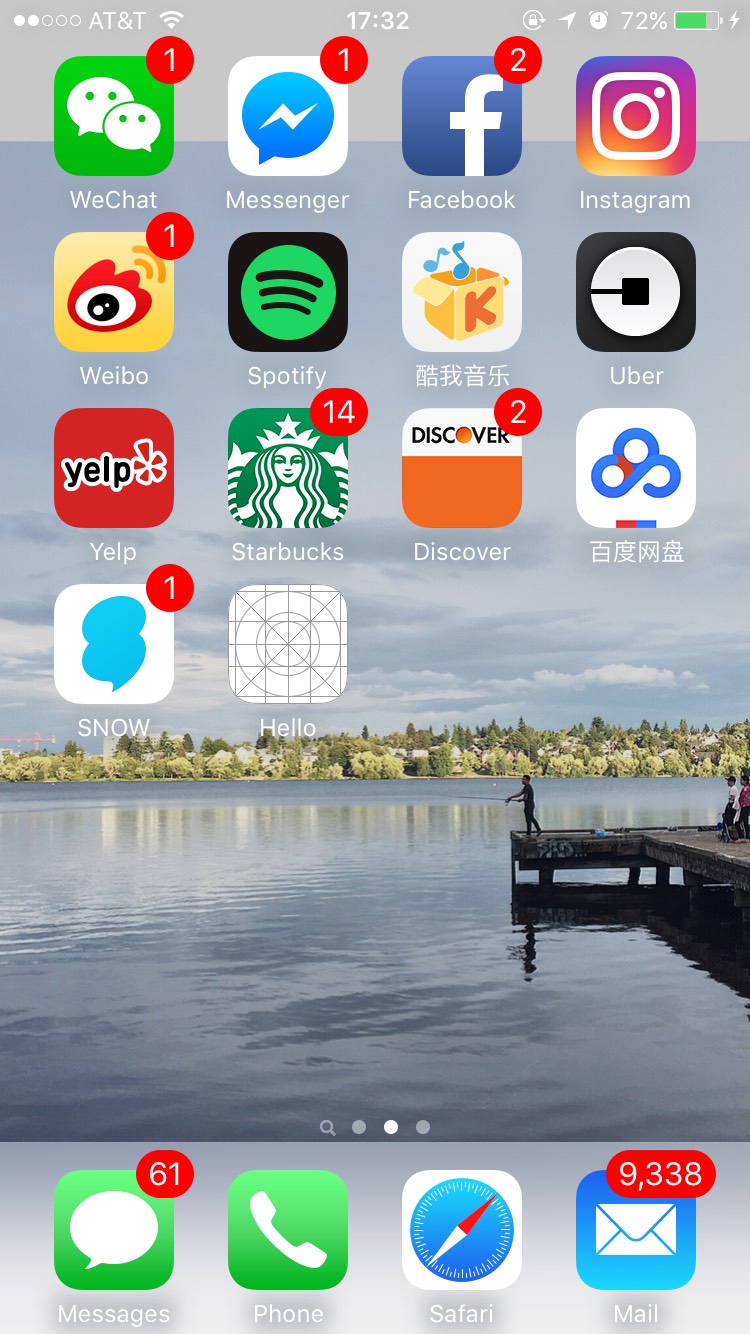 AT&T 17:32 72%
1 1 2
WeChat Messenger Facebook Instagram
1
Weibo Spotify 酷我音乐 Uber
14 2
yelp DISCOVER
Yelp Starbucks Discover 百度网盘
1
SNOW Hello
61 9,338
Messages Phone Safari Mail